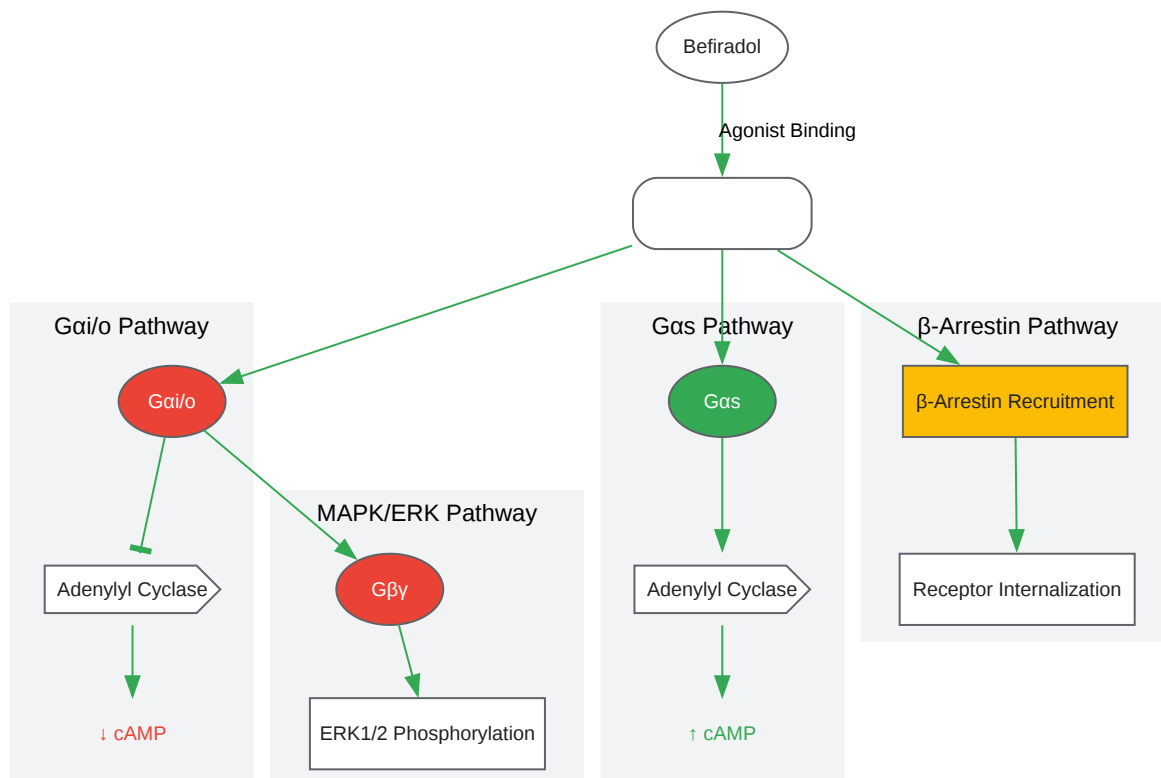 Befiradol
Agonist Binding
Gαi/o Pathway
Gαs Pathway
β-Arrestin Pathway
Gαi/o
Gαs
β-Arrestin Recruitment
MAPK/ERK Pathway
Adenylyl Cyclase
Gβγ
Adenylyl Cyclase
Receptor Internalization
↓ cAMP
ERK1/2 Phosphorylation
↑ cAMP